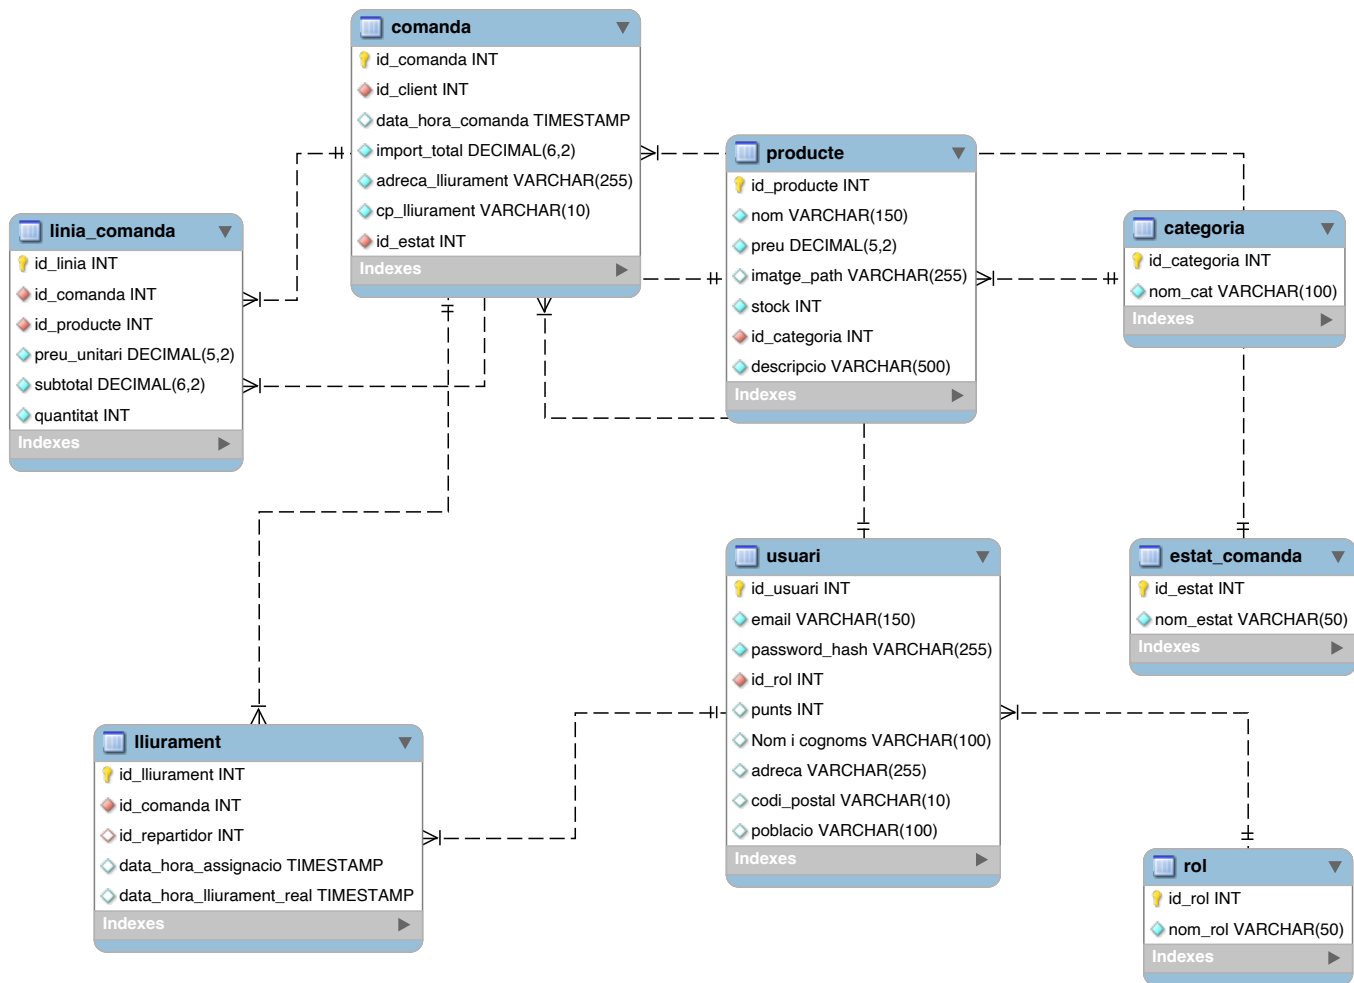 comanda
id_comanda INT
id_client INT
data_hora_comanda TIMESTAMP
import_total DECIMAL(6,2)
adreca_lliurament VARCHAR(255)
cp_lliurament VARCHAR(10)
id_estat INT
Indexes
producte
id_producte INT
nom VARCHAR(150)
preu DECIMAL(5,2)
imatge_path VARCHAR(255)
stock INT
id_categoria INT
descripcio VARCHAR(500)
Indexes
categoria
id_categoria INT
nom_cat VARCHAR(100)
Indexes
linia_comanda
id_linia INT
id_comanda INT
id_producte INT
preu_unitari DECIMAL(5,2)
subtotal DECIMAL(6,2)
quantitat INT
Indexes
usuari
id_usuari INT
email VARCHAR(150)
password_hash VARCHAR(255)
id_rol INT
punts INT
Nom i cognoms VARCHAR(100)
adreca VARCHAR(255)
codi_postal VARCHAR(10)
poblacio VARCHAR(100)
Indexes
estat_comanda
id_estat INT
nom_estat VARCHAR(50)
Indexes
lliurament
id_lliurament INT
id_comanda INT
id_repartidor INT
data_hora_assignacio TIMESTAMP
data_hora_lliurament_real TIMESTAMP
Indexes
rol
id_rol INT
nom_rol VARCHAR(50)
Indexes